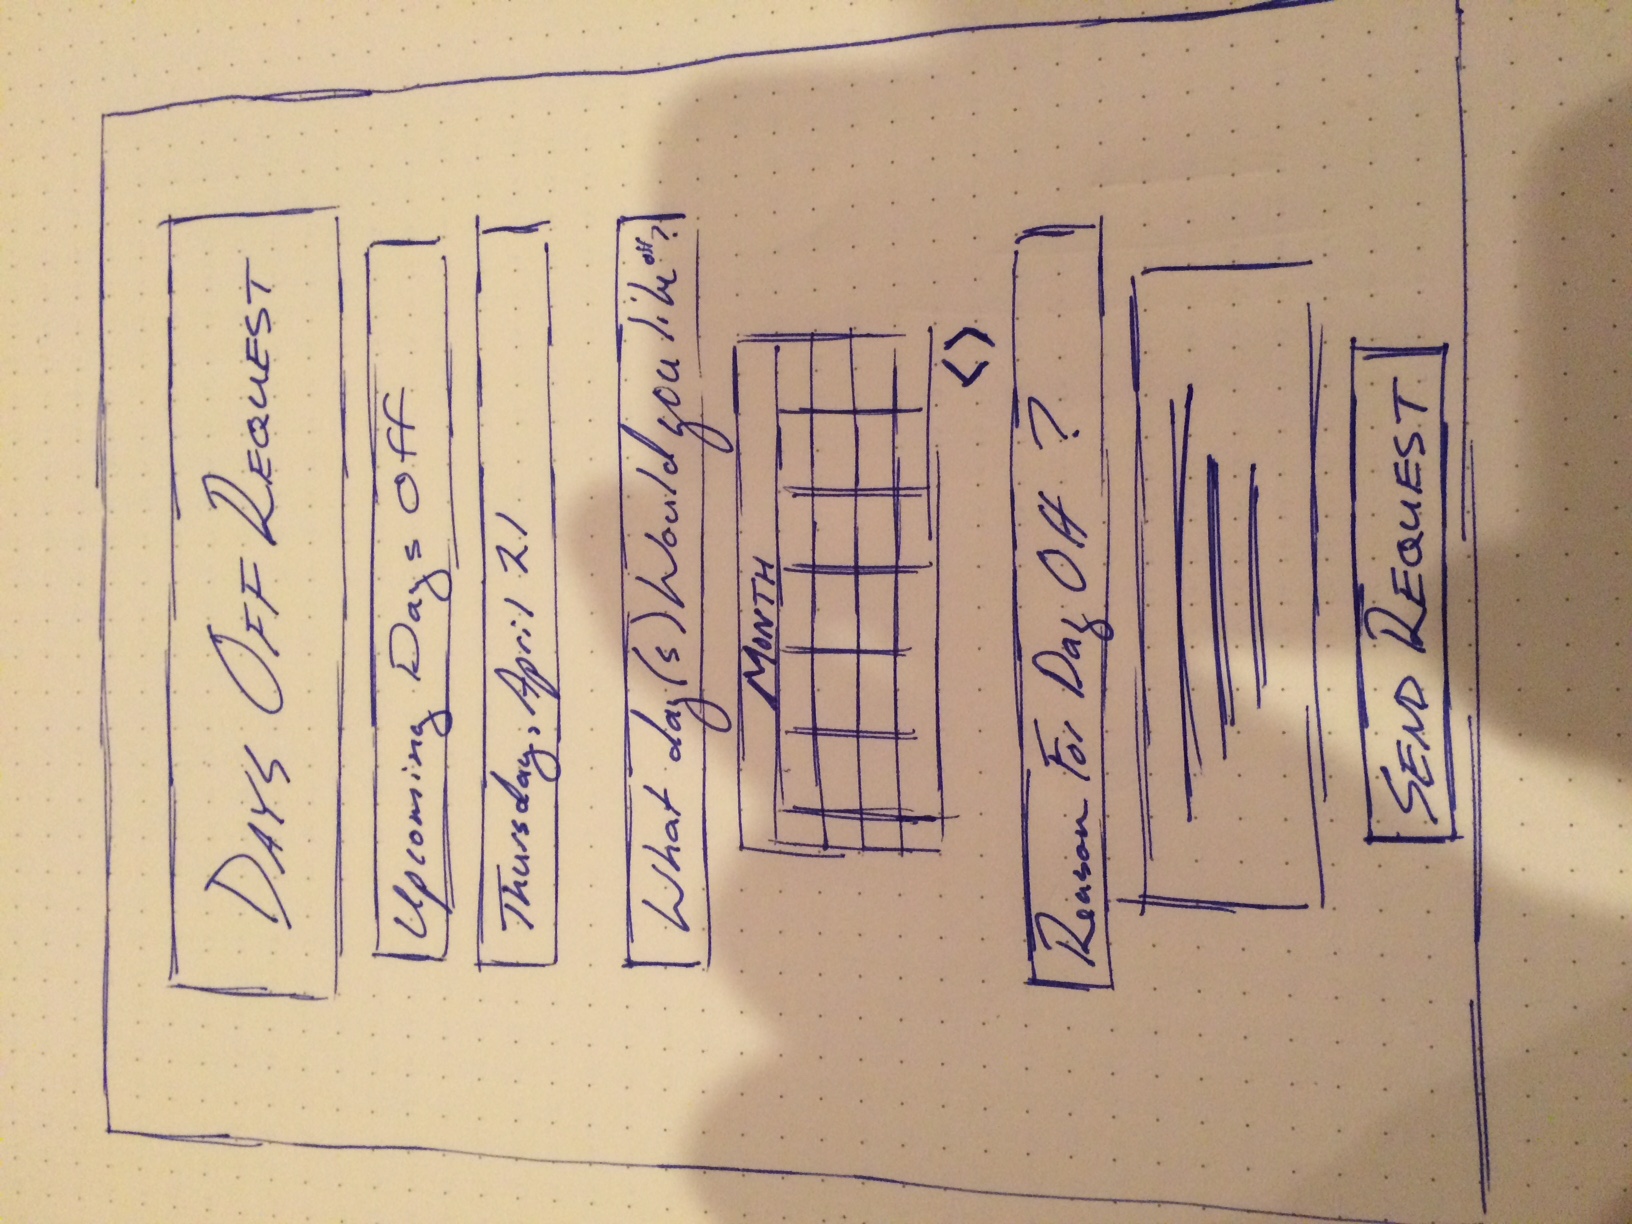 DAYS OFF REQUEST
Upcoming Days Off
Thursday, April 21
What day(s) Would you like off?
MONTH
<>
Reason For Day Off ?
SEND REQUEST